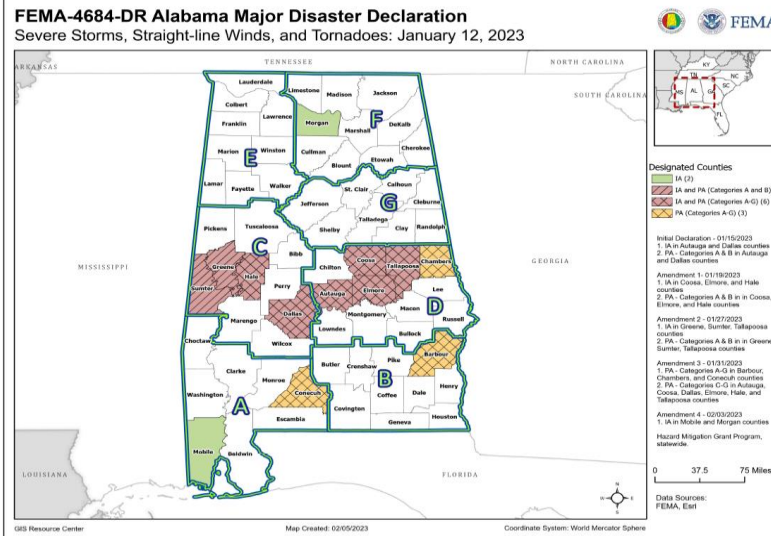 FEMA-4684-DR Alabama Major Disaster Declaration
Severe Storms, Straight-line Winds, and Tornadoes: January 12, 2023
FEMA
ARKANSAS
TENNESSEE
NORTH CAROLINA
SOUTH CAROLINA
MISSISSIPPI
GEORGIA
LOUISIANA
FLORIDA
Lauderdale
Limestone
Madison
Jackson
Colbert
Lawrence
Franklin
Morgan
Marshall
F
DeKalb
Marion
Winston
E
Cullman
Cherokee
Blount
Etowah
Lamar
Fayette
Walker
St. Clair
Calhoun
Jefferson
G
Cleburne
Pickens
Tuscaloosa
Shelby
Talladega
Clay
Randolph
C
Bibb
Greene
Hale
Chilton
Coosa
Tallapoosa
Chambers
Sumter
Perry
Autauga
Elmore
Lee
Dallas
Macon
D
Marengo
Montgomery
Russell
Lowndes
Bullock
Choctaw
Wilcox
Clarke
Butler
Crenshaw
Pike
Barbour
Monroe
B
Washington
A
Conecuh
Coffee
Dale
Henry
Covington
Escambia
Geneva
Houston
Mobile
Baldwin
N
W
E
S
KY
TN
NC
SC
MS
AL
GA
FL
Designated Counties
IA (2)
IA and PA (Categories A and B)
IA and PA (Categories A-G) (6)
PA (Categories A-G) (3)
Initial Declaration - 01/15/2023
1. IA in Autauga and Dallas counties
2. PA - Categories A & B in Autauga
and Dallas counties
Amendment 1- 01/19/2023
1. IA in Coosa, Elmore, and Hale
counties
2. PA - Categories A & B in in Coosa,
Elmore, and Hale counties
Amendment 2 - 01/27/2023
1. IA in Greene, Sumter, Tallapoosa
counties
2. PA - Categories A & B in in Greene
Sumter, Tallapoosa counties
Amendment 3 - 01/31/2023
1. PA - Categories A-G in Barbour,
Chambers, and Conecuh counties
2. PA - Categories C-G in Autauga,
Coosa, Dallas, Elmore, Hale, and
Tallapoosa counties
Amendment 4 - 02/03/2023
1. IA in Mobile and Morgan counties
Hazard Mitigation Grant Program,
statewide.
0 37.5 75 Miles
Data Sources:
FEMA, Esri
GIS Resource Center
Map Created: 02/05/2023
Coordinate System: World Mercator Sphere